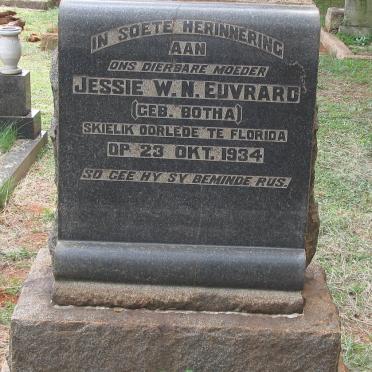 IN SOETE HERINNERING
AAN
ONS DIERBARE MOEDER
JESSIE W. N. EUVRARD
(GEB. BOTHA)
SKIELIK OORLEDE TE FLORIDA
OP 23 OKT. 1934
SO GEE HY SY BEMINDE RUS.